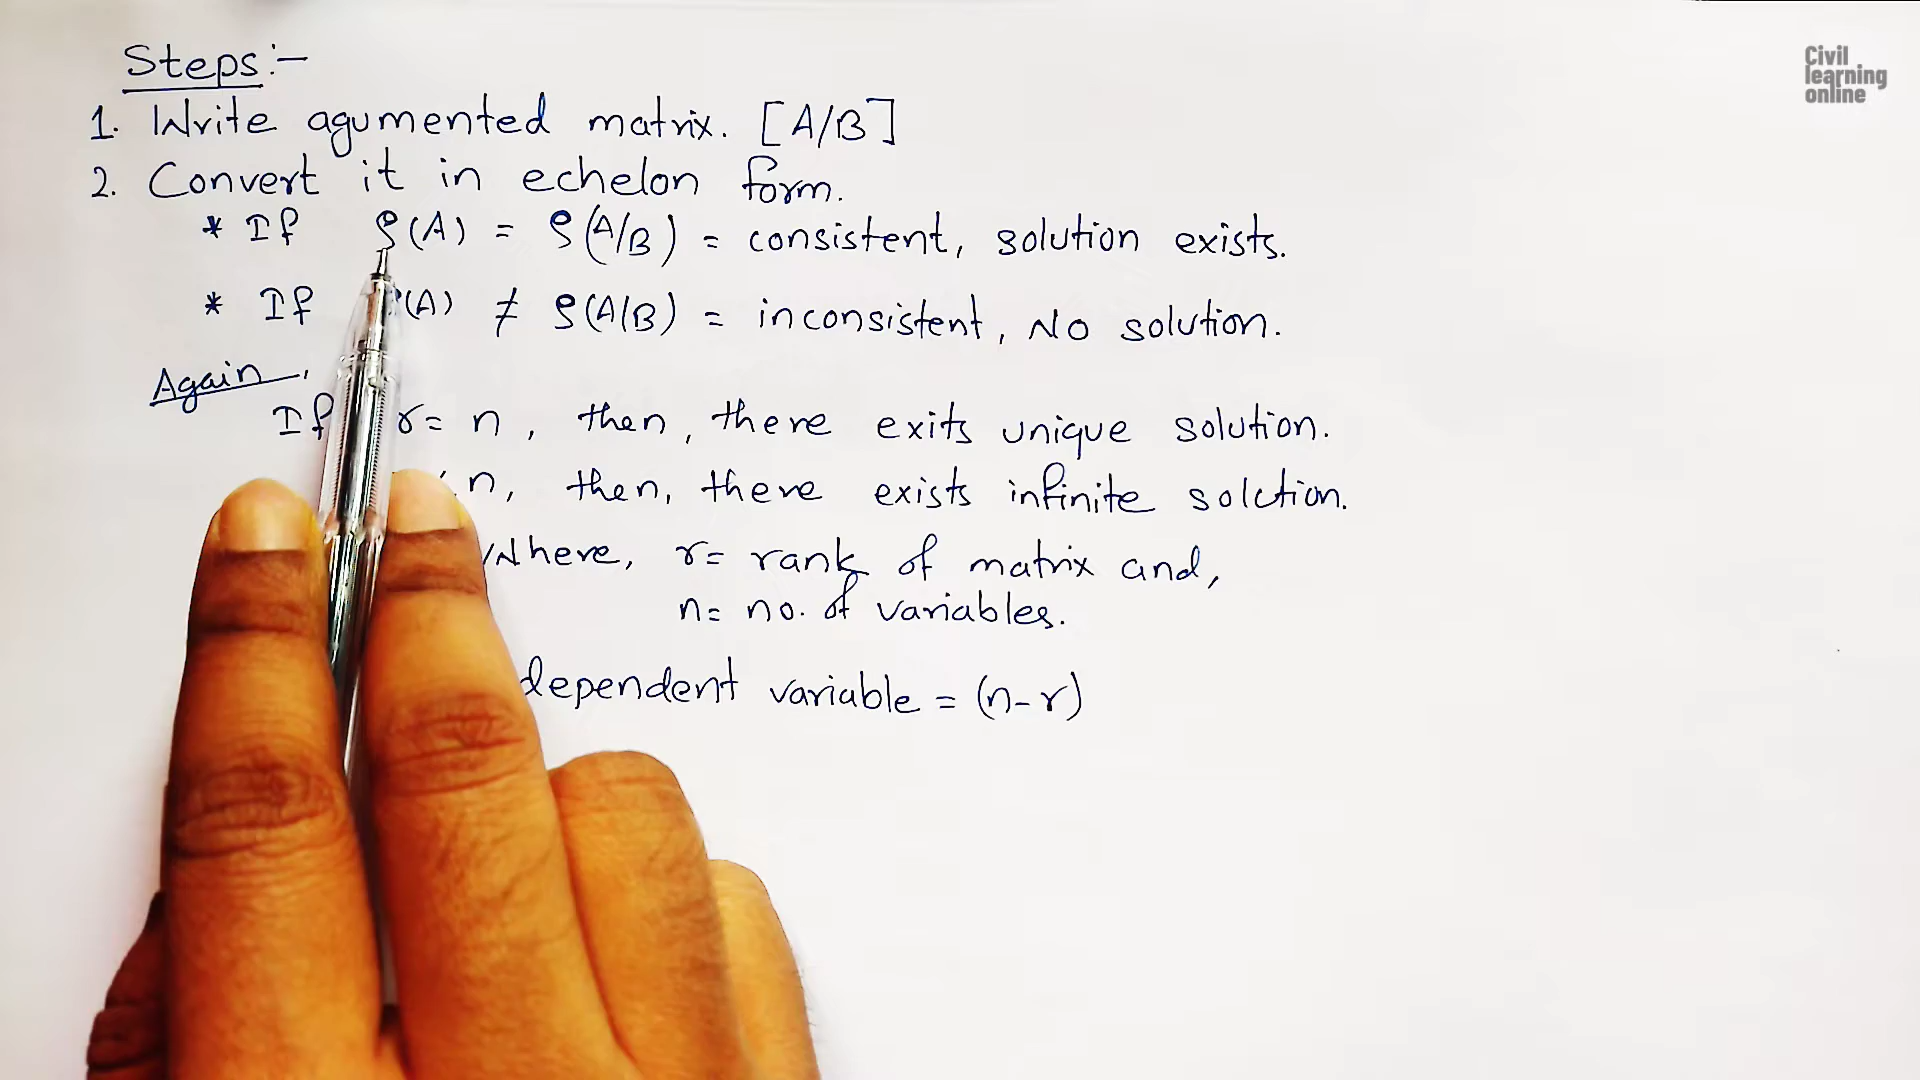 Steps:-
1. Write agumented matrix. [A/B]
2. Convert it in echelon form.
* If ρ(A) = ρ(A/B) = consistent, solution exists.
* If (A) ≠ ρ(A/B) = inconsistent, No solution.
Again,
If r = n, then, there exits unique solution.
n, then, there exists infinite solction.
Where, r = rank of matrix and,
n = no. of variables.
dependent variable = (n-r)
Civil
learning
online